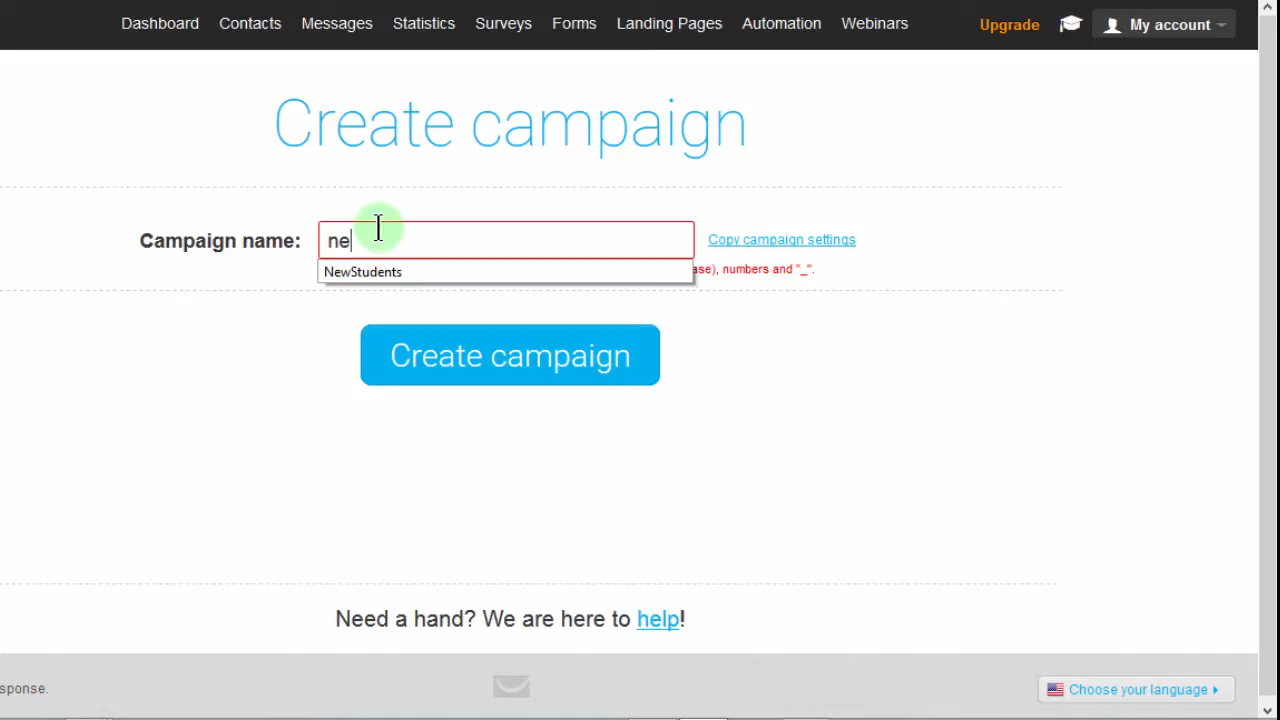 Dashboard Contacts Messages Statistics Surveys Forms Landing Pages Automation Webinars Upgrade My account
Create campaign
Campaign name: ne Copy campaign settings
NewStudents
numbers and "_".
Create campaign
Need a hand? We are here to help!
sponse.
Choose your language